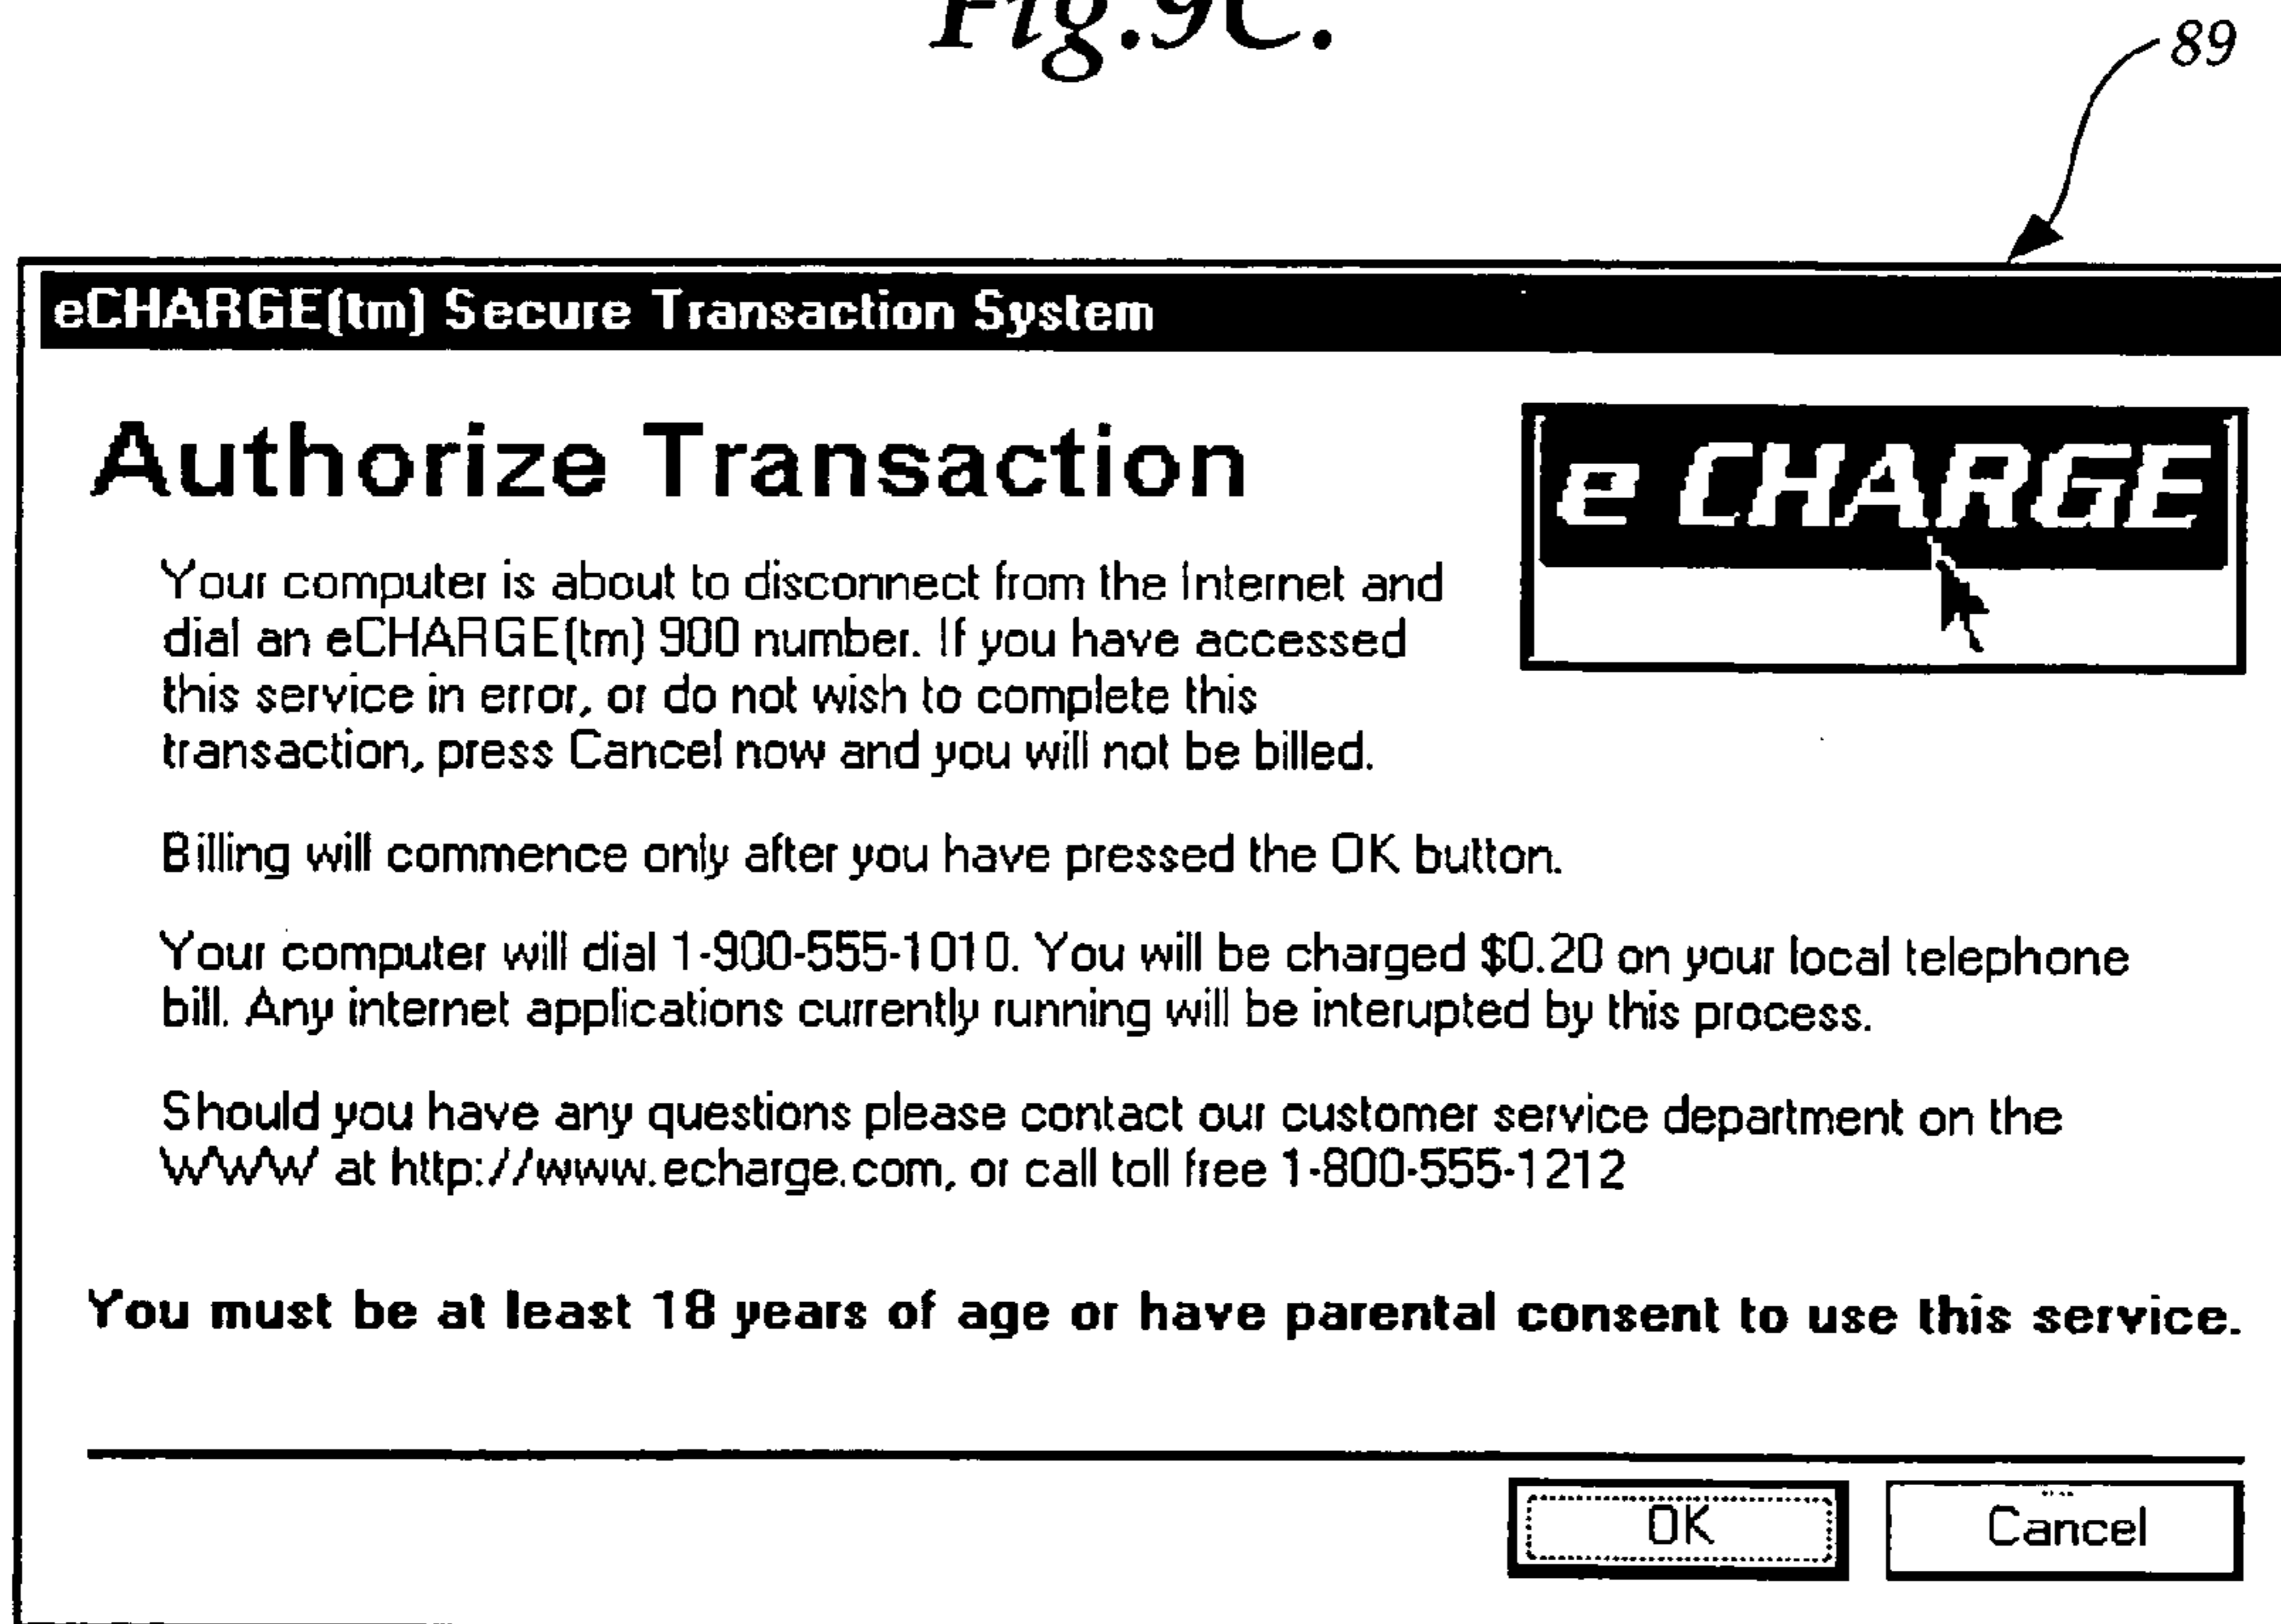 Fig.9C.
89
eCHARGE(tm) Secure Transaction System
Authorize Transaction
e CHARGE
Your computer is about to disconnect from the Internet and
dial an eCHARGE(tm) 900 number. If you have accessed
this service in error, or do not wish to complete this
transaction, press Cancel now and you will not be billed.
Billing will commence only after you have pressed the OK button.
Your computer will dial 1-900-555-1010. You will be charged $0.20 on your local telephone
bill. Any internet applications currently running will be interupted by this process.
Should you have any questions please contact our customer service department on the
WWW at http://www.echarge.com, or call toll free 1-800-555-1212
You must be at least 18 years of age or have parental consent to use this service.
OK
Cancel